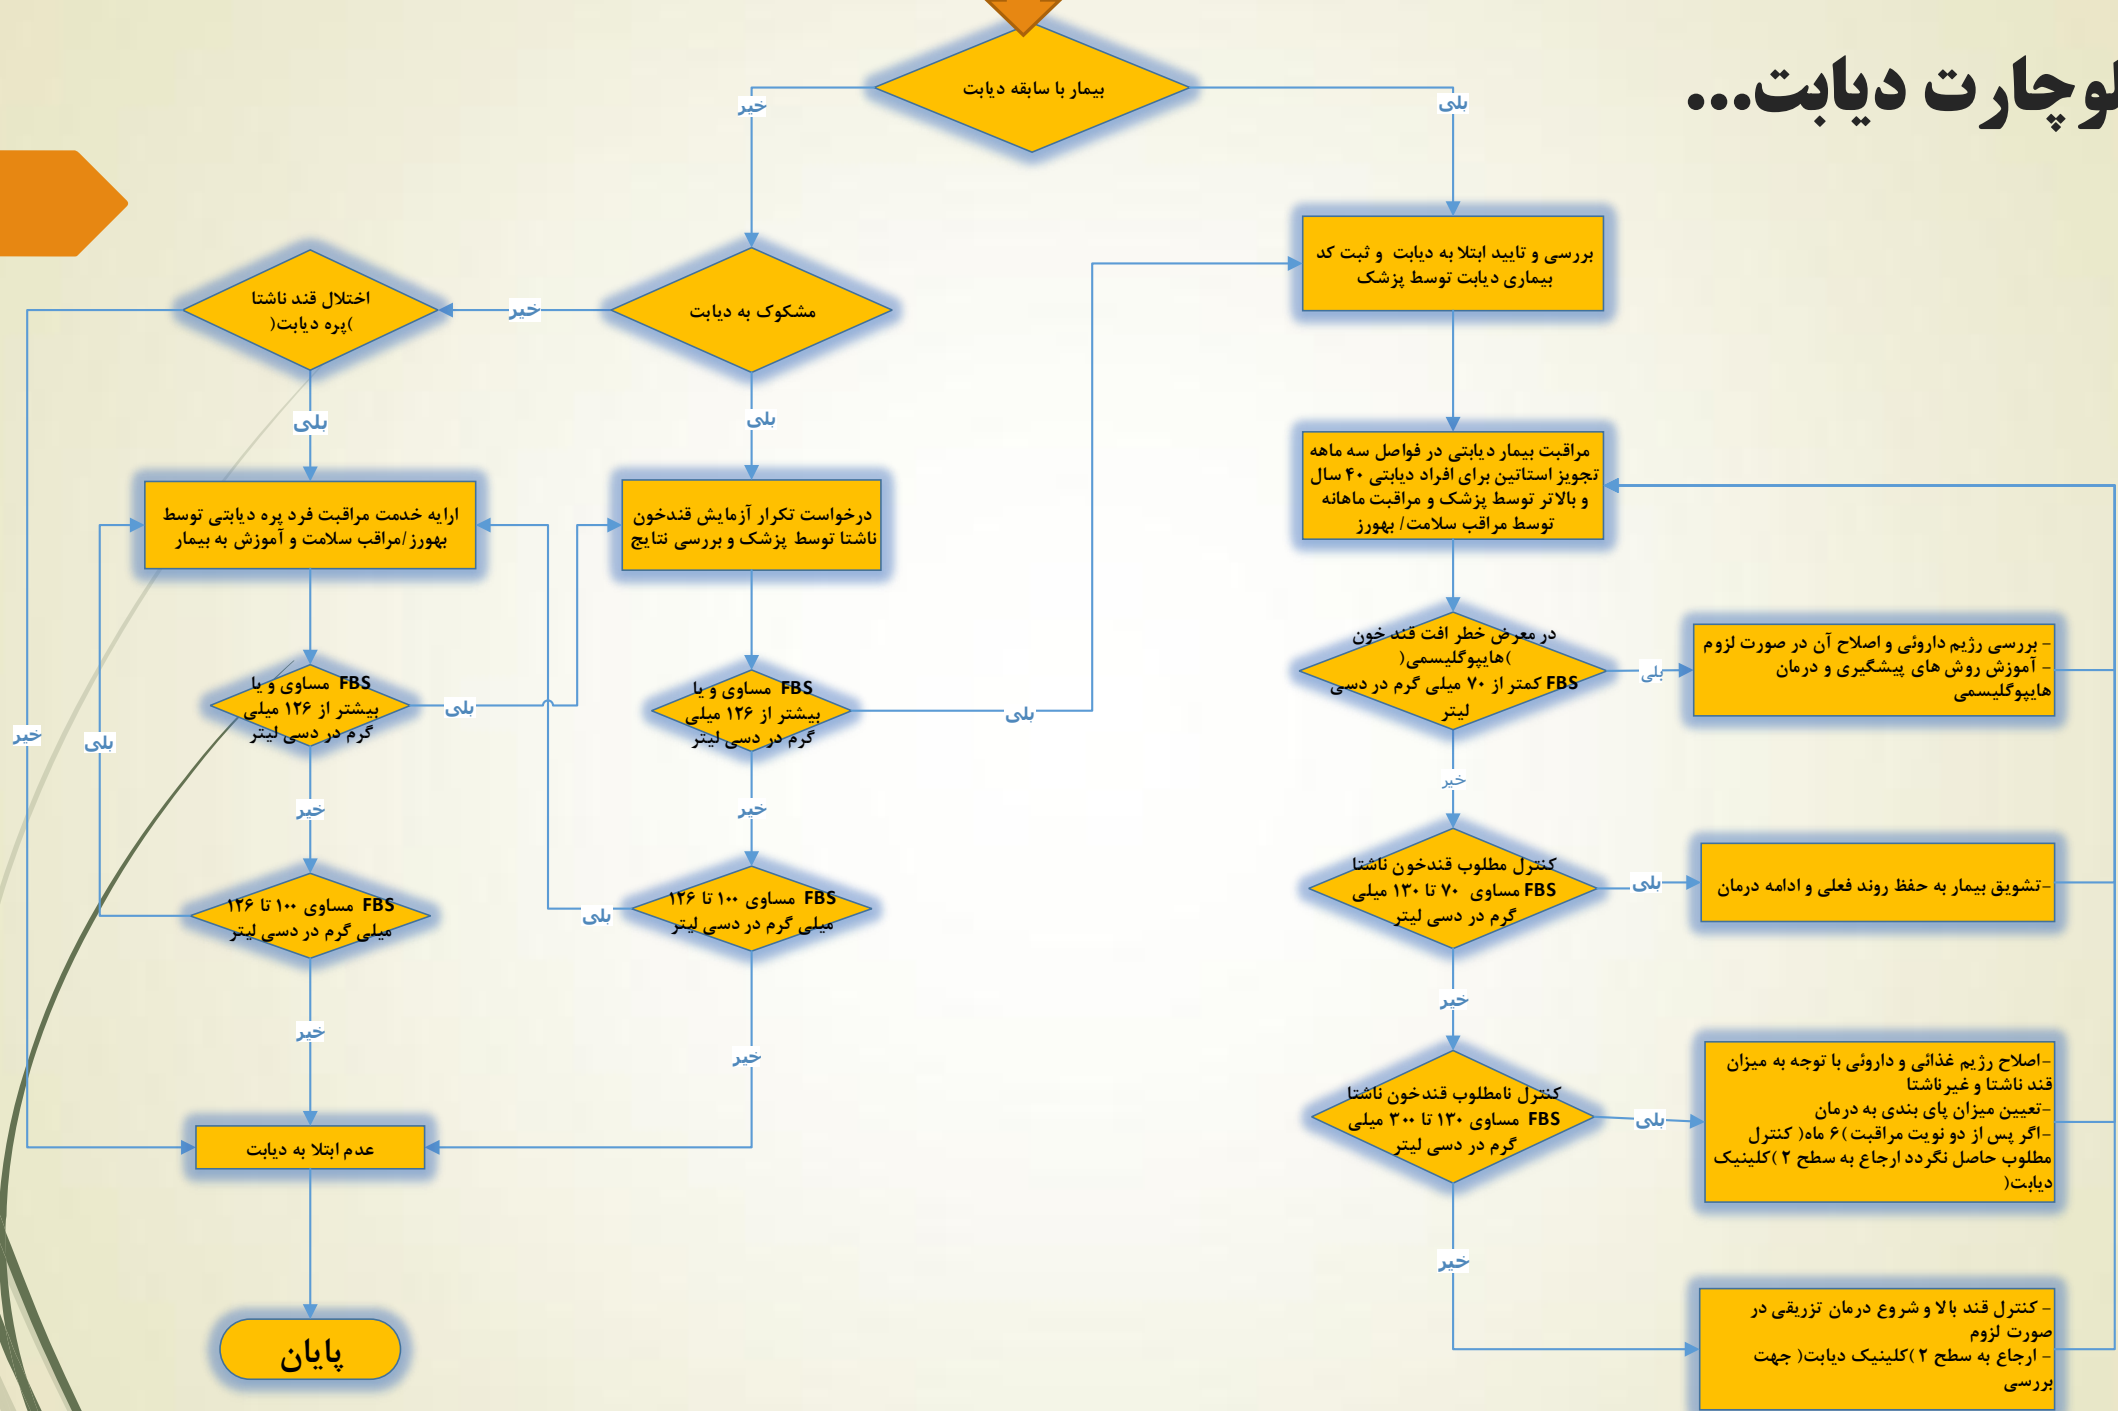 لوچارت دیابت...
بیمار با سابقه دیابت
بلی
خیر
بررسی و تایید ابتلا به دیابت و ثبت کد
بیماری دیابت توسط پزشک
مشکوک به دیابت
خیر
اختلال قند ناشتا
)پره دیابت(
بلی
بلی
مراقبت بیمار دیابتی در فواصل سه ماهه
تجویز استاتین برای افراد دیابتی ۴۰ سال
و بالاتر توسط پزشک و مراقبت ماهانه
توسط مراقب سلامت/ بهورز
درخواست تکرار آزمایش قندخون
ناشتا توسط پزشک و بررسی نتایج
ارایه خدمت مراقبت فرد پره دیابتی توسط
بهورز/مراقب سلامت و آموزش به بیمار
در معرض خطر افت قند خون
)هایپوگلیسمی(
FBS کمتر از ۷۰ میلی گرم در دسی
لیتر
بلی
- بررسی رژیم داروئی و اصلاح آن در صورت لزوم
- آموزش روش های پیشگیری و درمان
هایپوگلیسمی
FBS مساوی و یا
بیشتر از ۱۲۶ میلی
گرم در دسی لیتر
بلی
FBS مساوی و یا
بیشتر از ۱۲۶ میلی
گرم در دسی لیتر
بلی
خیر
بلی
خیر
خیر
خیر
کنترل مطلوب قندخون ناشتا
FBS مساوی ۷۰ تا ۱۳۰ میلی
گرم در دسی لیتر
بلی
-تشویق بیمار به حفظ روند فعلی و ادامه درمان
FBS مساوی ۱۰۰ تا ۱۲۶
میلی گرم در دسی لیتر
بلی
FBS مساوی ۱۰۰ تا ۱۲۶
میلی گرم در دسی لیتر
خیر
خیر
خیر
کنترل نامطلوب قندخون ناشتا
FBS مساوی ۱۳۰ تا ۳۰۰ میلی
گرم در دسی لیتر
بلی
-اصلاح رژیم غذائی و داروئی با توجه به میزان
قند ناشتا و غیرناشتا
-تعیین میزان پای بندی به درمان
-اگر پس از دو نوبت مراقبت)۶ ماه( کنترل
مطلوب حاصل نگردد ارجاع به سطح ۲ )کلینیک
دیابت(
عدم ابتلا به دیابت
خیر
- کنترل قند بالا و شروع درمان تزریقی در
صورت لزوم
- ارجاع به سطح ۲ )کلینیک دیابت( جهت
بررسی
پایان